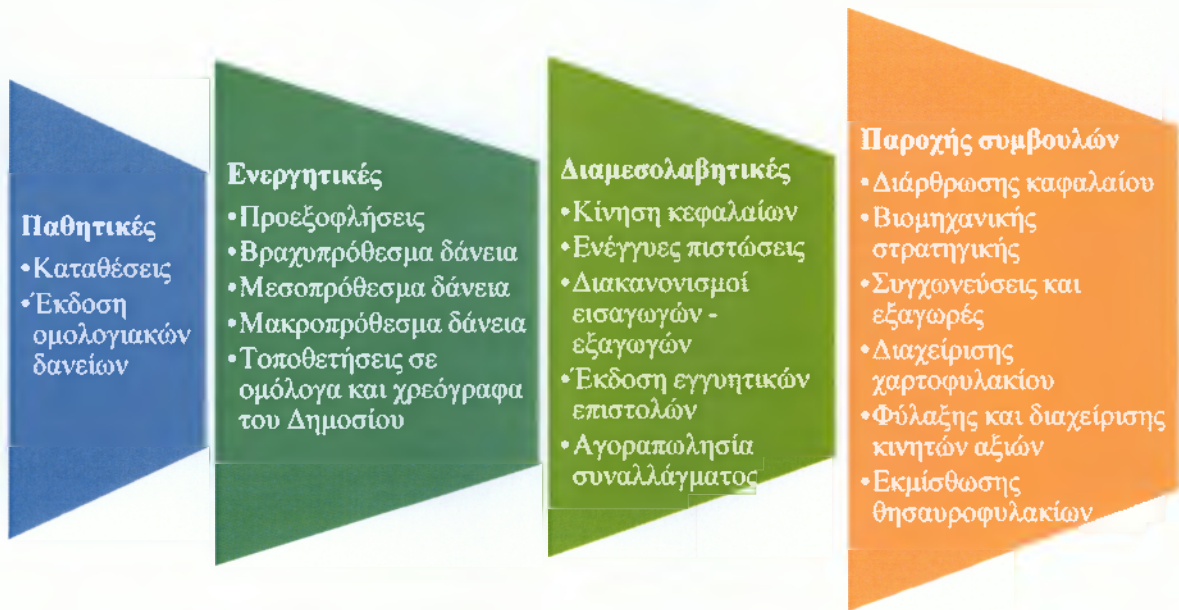 Παθητικές
•Καταθέσεις
•Έκδοση
ομολογιακών
δανείων
Ενεργητικές
•Προεξοφλήσεις
•Βραχυπρόθεσμα δάνεια
•Μεσοπρόθεσμα δάνεια
•Μακροπρόθεσμα δάνεια
•Τοποθετήσεις σε
ομόλογα και χρεόγραφα
του Δημοσίου
Διαμεσολαβητικές
•Κίνηση κεφαλαίων
•Ενέγγυες πιστώσεις
•Διακανονισμοί
εισαγωγών -
εξαγωγών
•Έκδοση εγγυητικών
επιστολών
•Αγοραπωλησία
συναλλάγματος
Παροχής συμβουλών
•Διάρθρωσης καφαλαίου
•Βιομηχανικής
στρατηγικής
•Συγχωνεύσεις και
εξαγορές
•Διαχείρισης
χαρτοφυλακίου
•Φύλαξης και διαχείρισης
κινητών αξιών
•Εκμίσθωσης
θησαυροφυλακίων